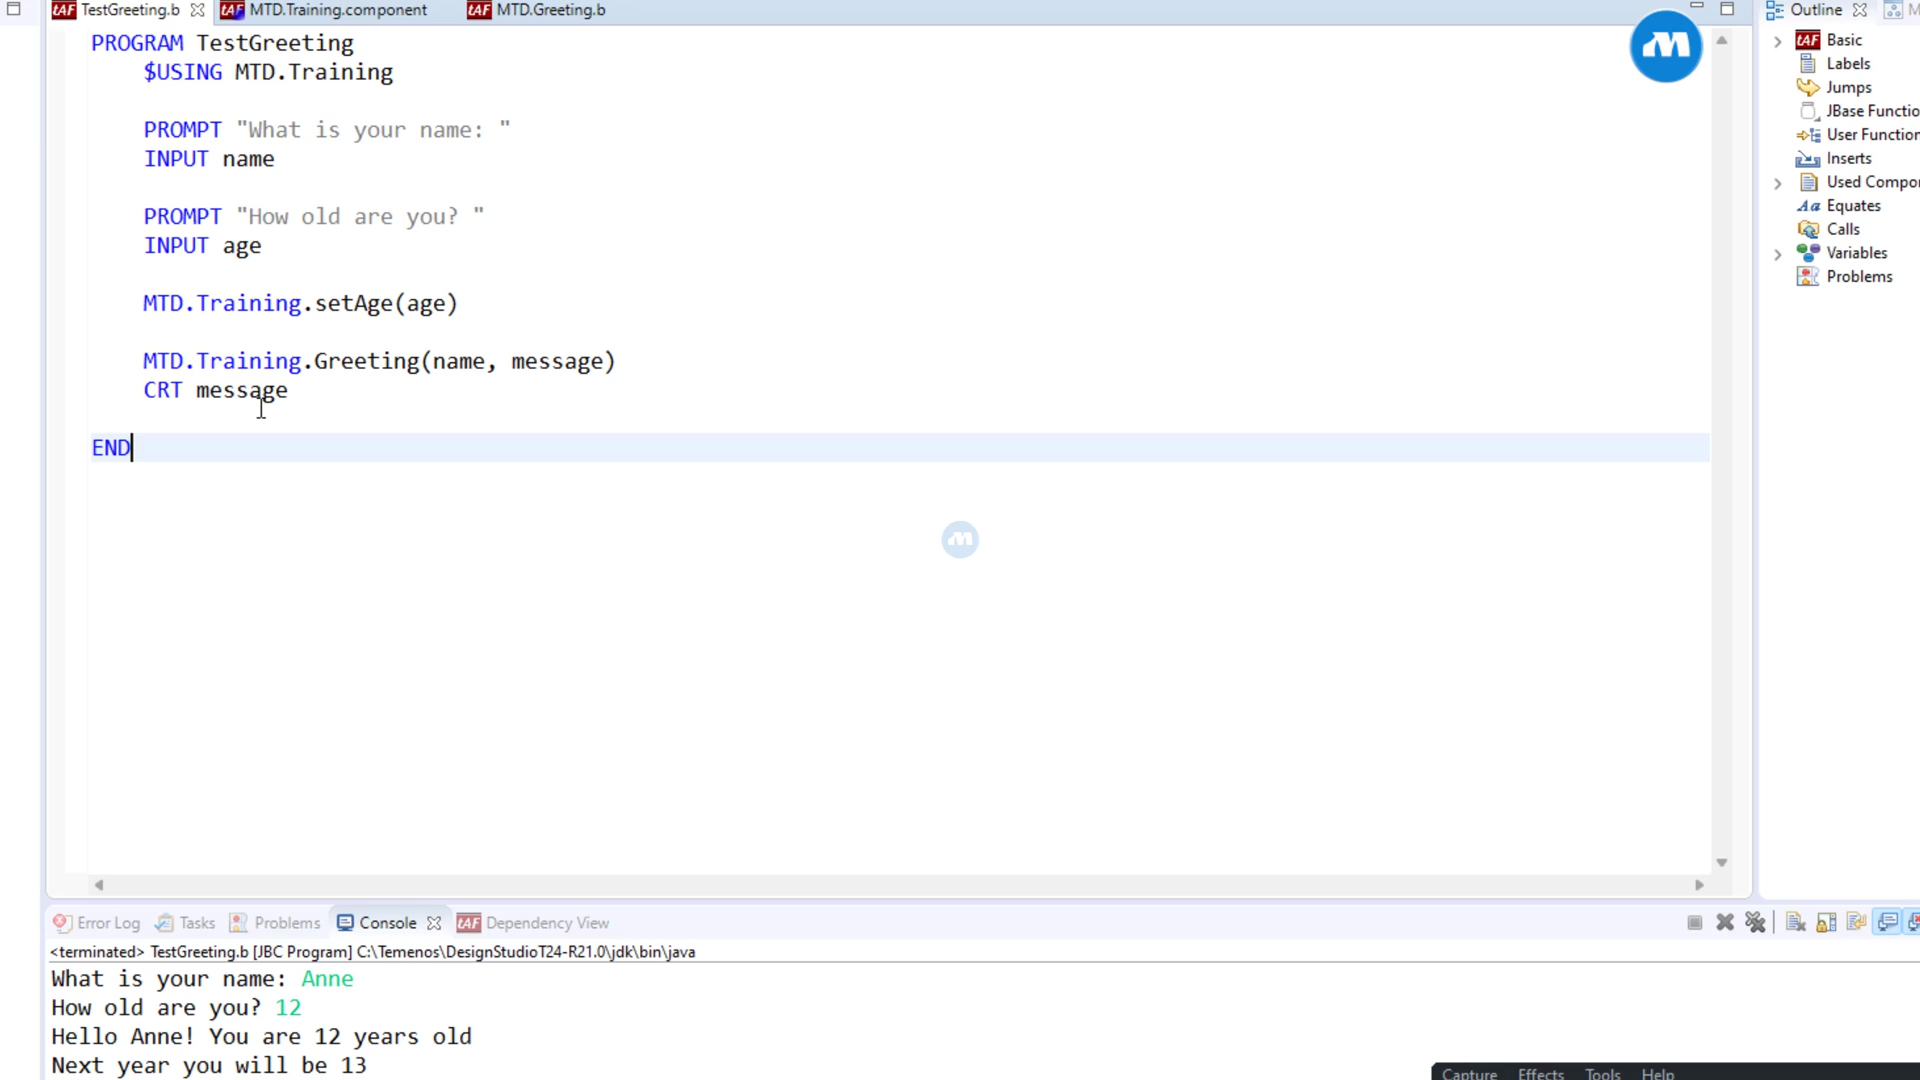 TestGreeting.b
MTD.Training.component
MTD.Greeting.b
PROGRAM TestGreeting
$USING MTD.Training
PROMPT "What is your name: "
INPUT name
PROMPT "How old are you? "
INPUT age
MTD.Training.setAge(age)
MTD.Training.Greeting(name, message)
CRT message
END
Outline
Basic
Labels
Jumps
JBase Functio
User Function
Inserts
Used Compo
Equates
Calls
Variables
Problems
Error Log
Tasks
Problems
Console
Dependency View
<terminated> TestGreeting.b [JBC Program] C:\Temenos\DesignStudioT24-R21.0\jdk\bin\java
What is your name: Anne
How old are you? 12
Hello Anne! You are 12 years old
Next year you will be 13
Capture Effects Tools Help